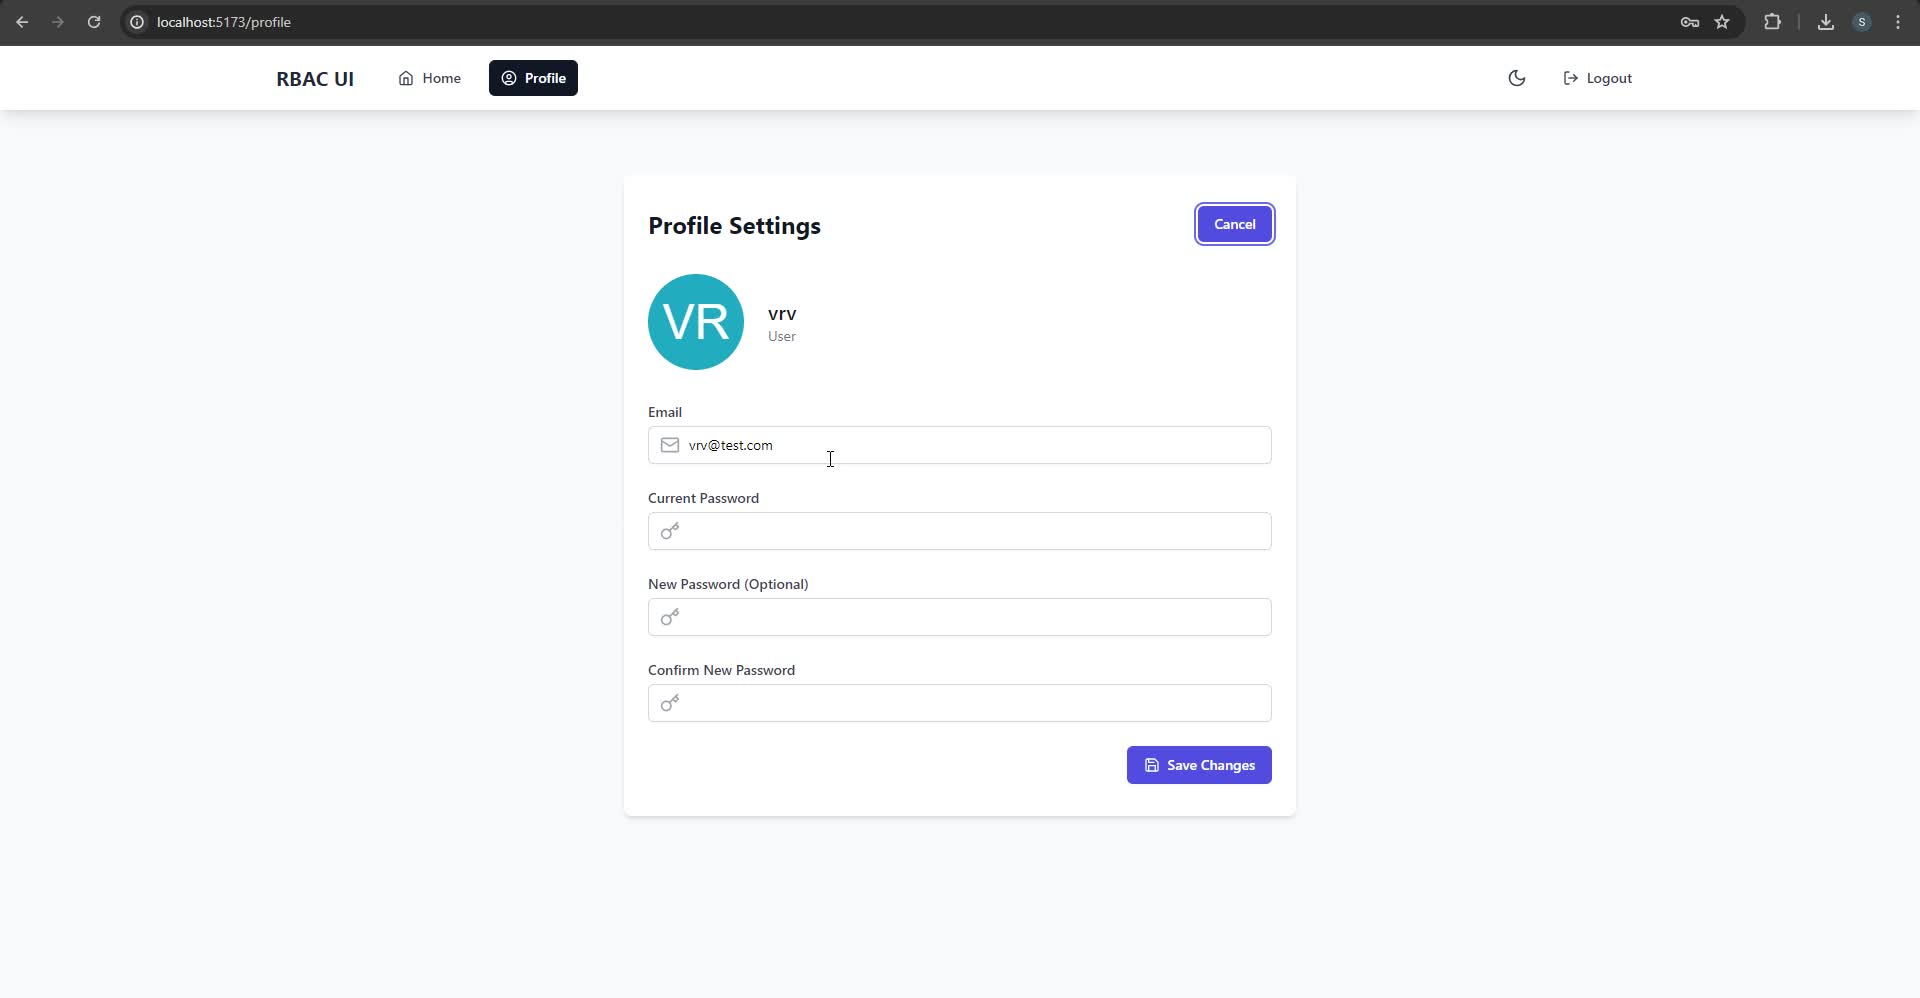 localhost:5173/profile
S
RBAC UI
Home
Profile
Logout
Profile Settings
Cancel
VR
vrv
User
Email
vrv@test.com
Current Password
New Password (Optional)
Confirm New Password
Save Changes